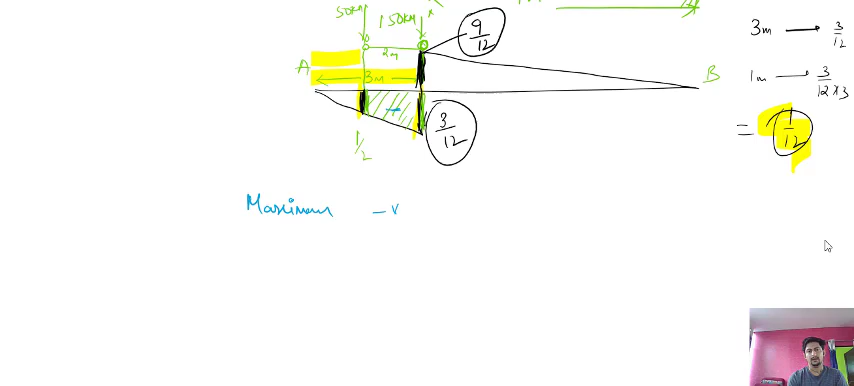 50KN 150KN
9/12
3m → 3/12
2m
A 3m B
1m → 3/12×3
3/12
= 1/12
1/2
Maximum -v